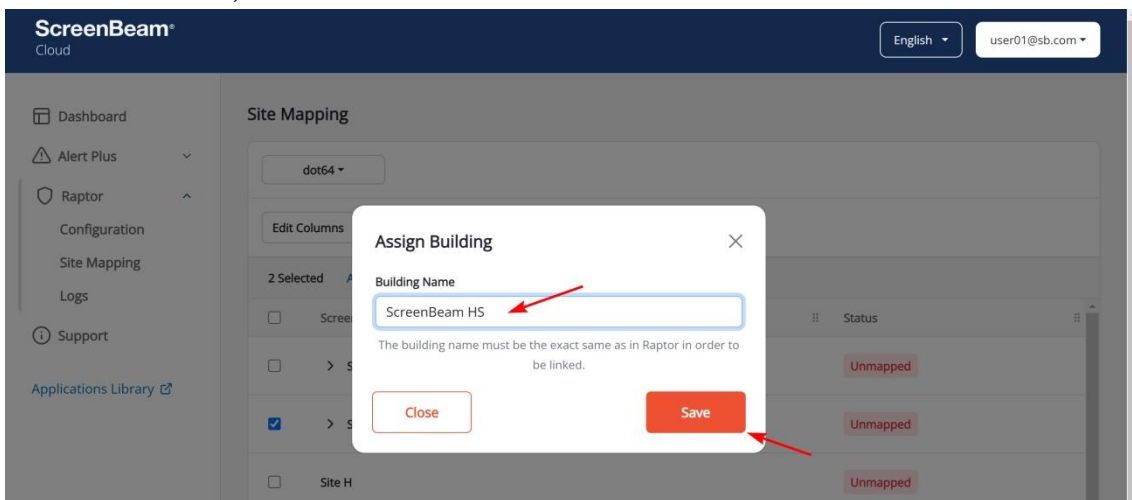 ScreenBeam®
Cloud
English
user01@sb.com
Dashboard
Alert Plus
Raptor
Configuration
Site Mapping
Logs
Support
Applications Library
Site Mapping
dot64
Edit Columns
2 Selected
Status
Unmapped
Unmapped
Site H
Unmapped
Assign Building
Building Name
ScreenBeam HS
The building name must be the exact same as in Raptor in order to
be linked.
Close
Save